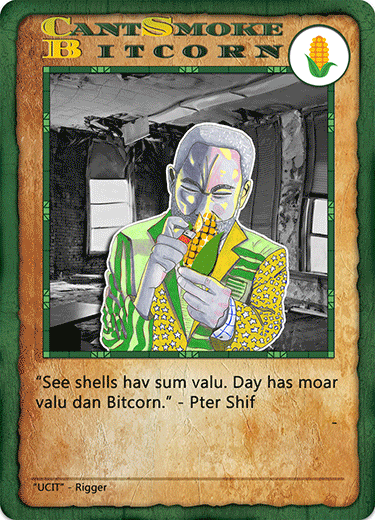 CANTSMOKE
BITCORN
"See shells hav sum valu. Day has moar
valu dan Bitcorn." - Pter Shif
-
"UCIT" - Rigger